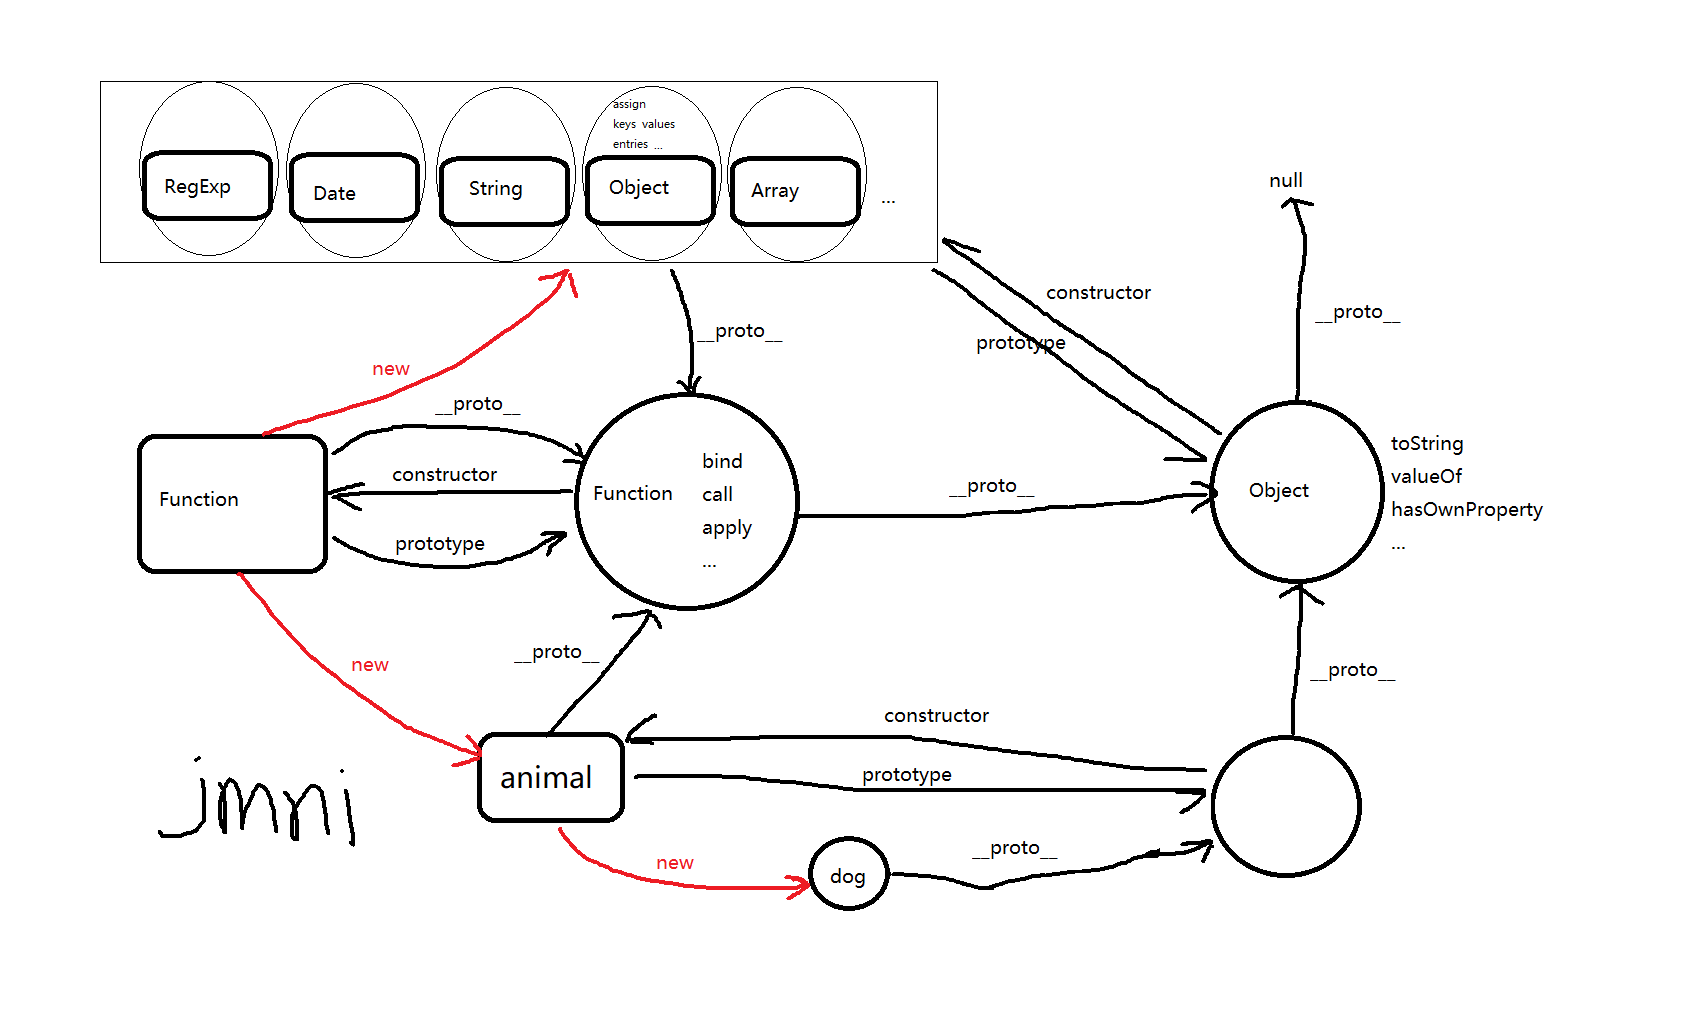 assign
keys values
entries ...
RegExp
Date
String
Object
Array
...
null
constructor
__proto__
__proto__
prototype
new
__proto__
constructor
Function
prototype
Function
bind
call
apply
...
__proto__
Object
toString
valueOf
hasOwnProperty
...
new
__proto__
__proto__
constructor
animal
prototype
jmni
new
dog
__proto__